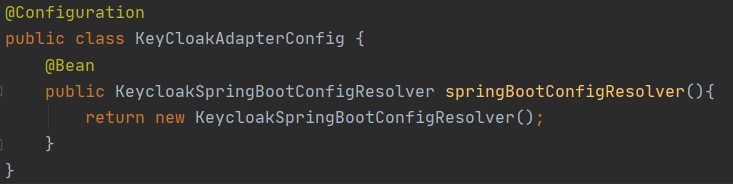 @Configuration
public class KeyCloakAdapterConfig {
@Bean
public KeycloakSpringBootConfigResolver springBootConfigResolver(){
return new KeycloakSpringBootConfigResolver();
}
}